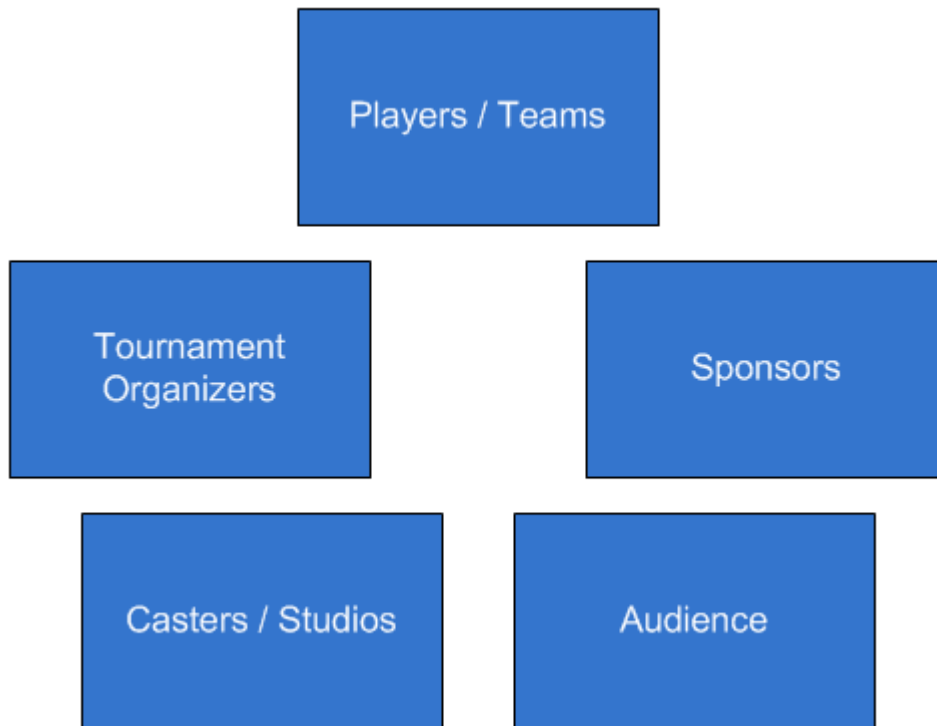 Players / Teams
Tournament
Organizers
Sponsors
Casters / Studios
Audience